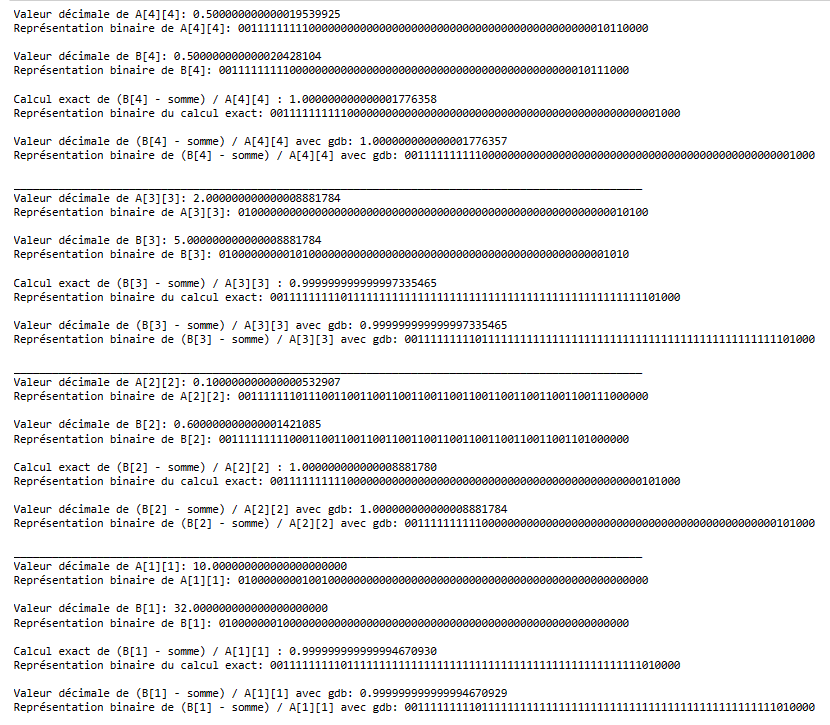 Valeur décimale de A[4][4]: 0.500000000000019539925
Représentation binaire de A[4][4]: 0011111111100000000000000000000000000000000000000000000010110000
Valeur décimale de B[4]: 0.500000000000020428104
Représentation binaire de B[4]: 0011111111100000000000000000000000000000000000000000000010111000
Calcul exact de (B[4] - somme) / A[4][4] : 1.000000000000001776358
Représentation binaire du calcul exact: 0011111111110000000000000000000000000000000000000000000000001000
Valeur décimale de (B[4] - somme) / A[4][4] avec gdb: 1.000000000000001776357
Représentation binaire de (B[4] - somme) / A[4][4] avec gdb: 0011111111110000000000000000000000000000000000000000000000001000
Valeur décimale de A[3][3]: 2.000000000000008881784
Représentation binaire de A[3][3]: 0100000000000000000000000000000000000000000000000000000000010100
Valeur décimale de B[3]: 5.000000000000008881784
Représentation binaire de B[3]: 0100000000010100000000000000000000000000000000000000000000001010
Calcul exact de (B[3] - somme) / A[3][3] : 0.999999999999997335465
Représentation binaire du calcul exact: 0011111111101111111111111111111111111111111111111111111111101000
Valeur décimale de (B[3] - somme) / A[3][3] avec gdb: 0.999999999999997335465
Représentation binaire de (B[3] - somme) / A[3][3] avec gdb: 0011111111101111111111111111111111111111111111111111111111101000
Valeur décimale de A[2][2]: 0.100000000000000532907
Représentation binaire de A[2][2]: 0011111110111001100110011001100110011001100110011001100111000000
Valeur décimale de B[2]: 0.600000000000001421085
Représentation binaire de B[2]: 0011111111100011001100110011001100110011001100110011001101000000
Calcul exact de (B[2] - somme) / A[2][2] : 1.000000000000008881780
Représentation binaire du calcul exact: 0011111111110000000000000000000000000000000000000000000000101000
Valeur décimale de (B[2] - somme) / A[2][2] avec gdb: 1.000000000000008881784
Représentation binaire de (B[2] - somme) / A[2][2] avec gdb: 0011111111110000000000000000000000000000000000000000000000101000
Valeur décimale de A[1][1]: 10.000000000000000000000
Représentation binaire de A[1][1]: 0100000000100100000000000000000000000000000000000000000000000000
Valeur décimale de B[1]: 32.000000000000000000000
Représentation binaire de B[1]: 0100000001000000000000000000000000000000000000000000000000000000
Calcul exact de (B[1] - somme) / A[1][1] : 0.999999999999994670930
Représentation binaire du calcul exact: 0011111111101111111111111111111111111111111111111111111111010000
Valeur décimale de (B[1] - somme) / A[1][1] avec gdb: 0.999999999999994670929
Représentation binaire de (B[1] - somme) / A[1][1] avec gdb: 0011111111101111111111111111111111111111111111111111111111010000